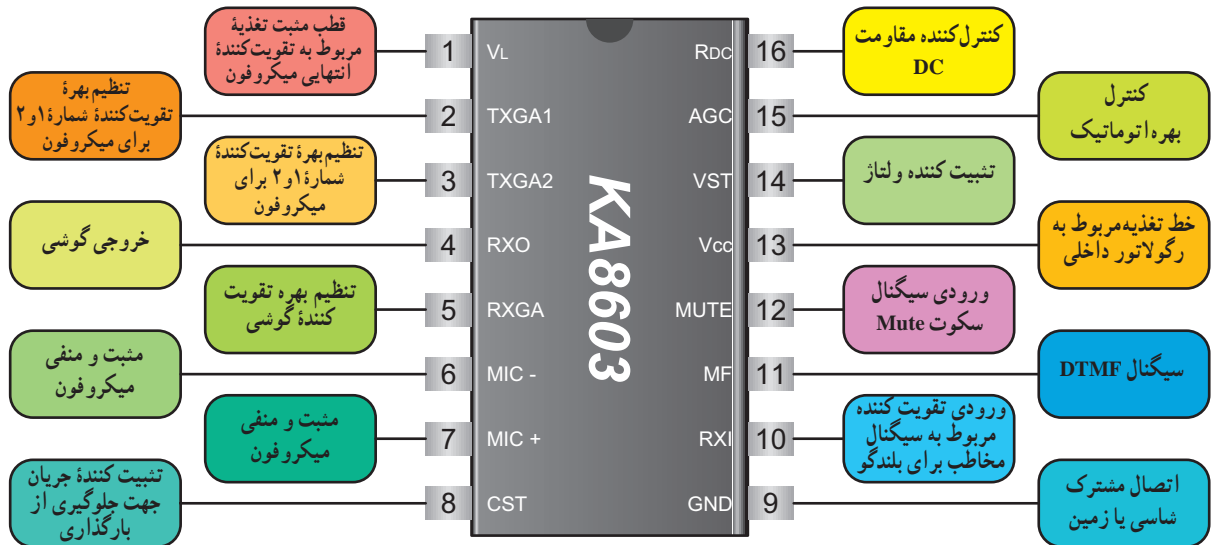 قطب مثبت تغذیهٔ
مربوط به تقویت‌کنندهٔ
انتهایی میکروفون
1
VL
RDC
16
کنترل‌کننده مقاومت
DC
تنظیم بهرهٔ
تقویت‌کنندهٔ شمارهٔ۱و۲
برای میکروفون
2
TXGA1
AGC
15
کنترل
بهره اتوماتیک
تنظیم بهرهٔ تقویت‌کنندهٔ
شمارهٔ۱و۲ برای
میکروفون
3
TXGA2
VST
14
تثبیت کننده ولتاژ
خروجی گوشی
4
RXO
Vcc
13
خط تغذیه مربوط به
رگولاتور داخلی
تنظیم بهره تقویت
کنندهٔ گوشی
5
RXGA
MUTE
12
ورودی سیگنال
سکوت Mute
مثبت و منفی
میکروفون
6
MIC -
MF
11
سیگنال DTMF
مثبت و منفی
میکروفون
7
MIC +
RXI
10
ورودی تقویت کننده
مربوط به سیگنال
مخاطب برای بلندگو
تثبیت کنندهٔ جریان
جهت جلوگیری از
بارگذاری
8
CST
GND
9
اتصال مشترک
شاسی یا زمین
KA8603